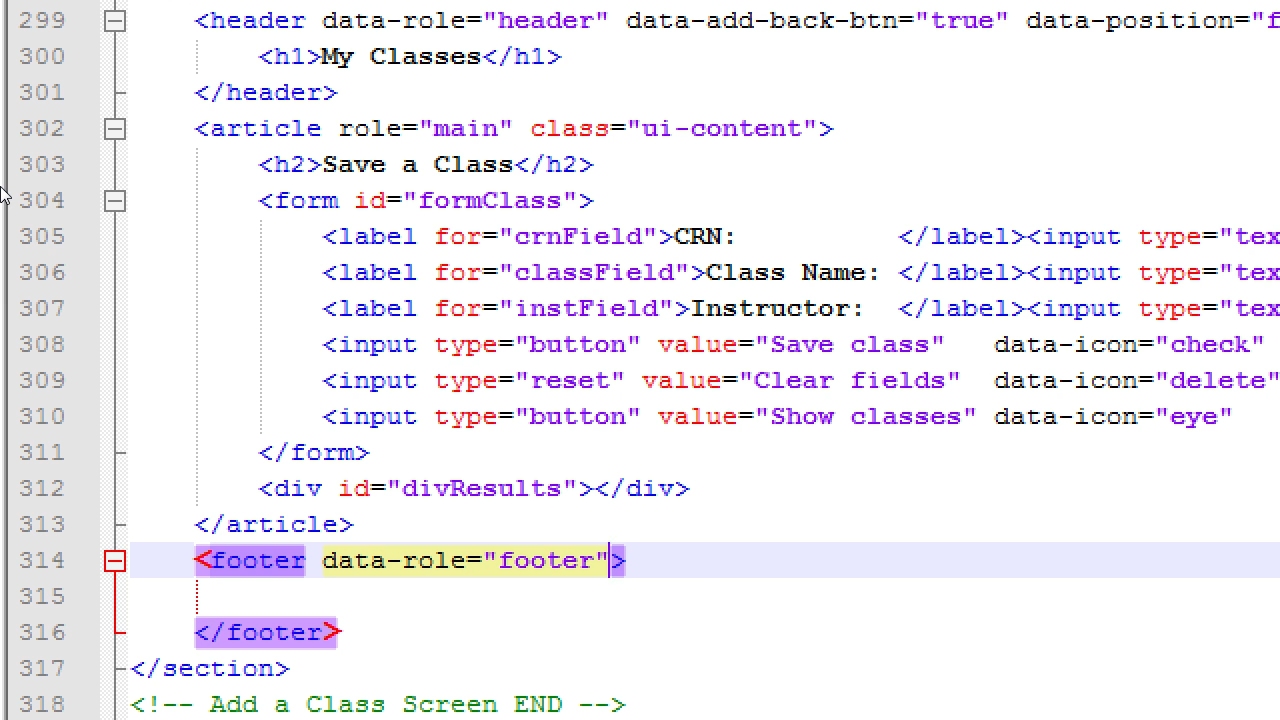 299 <header data-role="header" data-add-back-btn="true" data-position="f
300 <h1>My Classes</h1>
301 </header>
302 <article role="main" class="ui-content">
303 <h2>Save a Class</h2>
304 <form id="formClass">
305 <label for="crnField">CRN: </label><input type="tex
306 <label for="classField">Class Name: </label><input type="tex
307 <label for="instField">Instructor: </label><input type="tex
308 <input type="button" value="Save class" data-icon="check"
309 <input type="reset" value="Clear fields" data-icon="delete"
310 <input type="button" value="Show classes" data-icon="eye"
311 </form>
312 <div id="divResults"></div>
313 </article>
314 <footer data-role="footer">
315
316 </footer>
317 </section>
318 <!-- Add a Class Screen END -->